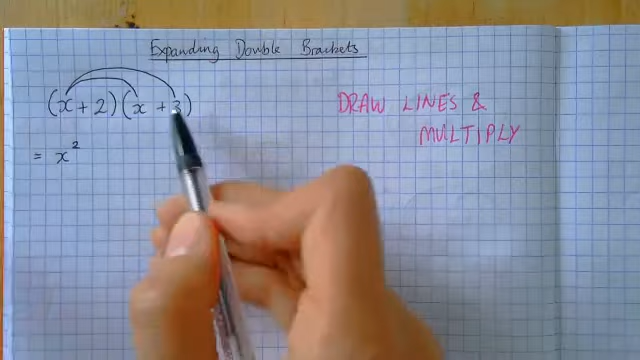 Expanding Double Brackets
(x + 2)(x + 3)
DRAW LINES &
MULTIPLY
= x²